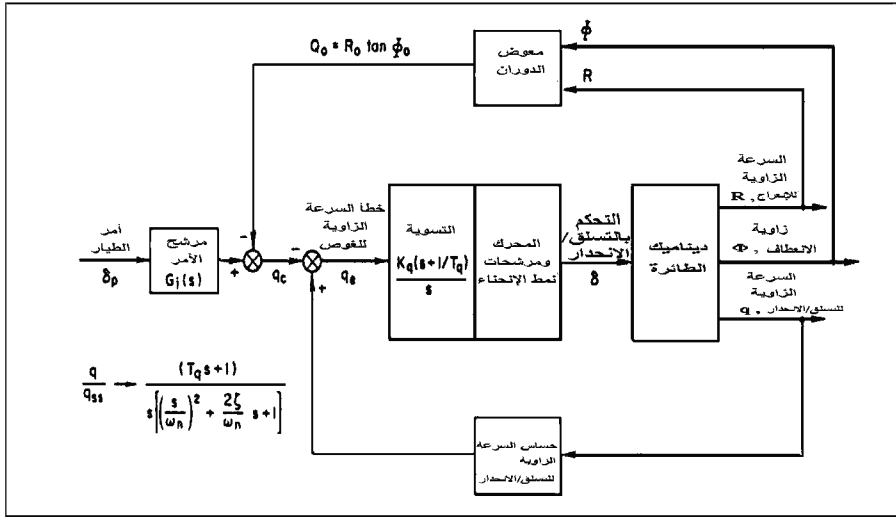 Q₀ = R₀ tan ϕ₀
معوض
الدورات
ϕ
R
السرعة
الزاوية
للإنعراج, R
زاوية
الانعطاف, Φ
السرعة
الزاوية
للتسلق/الانحدار, q
أمر
الطيار
δp
مرشح
الأمر
Gi(s)
-
+
qc
-
+
خطأ السرعة
الزاوية
للغوص
qe
التسوية
Kq(s+1/Tq)
s
المحرك
ومرشحات
نمط الإنحناء
التحكم
بالتسلق/
الانحدار
δ
ديناميك
الطائرة
حساس السرعة
الزاوية
للتسلق/الانحدار
q/qss → (Tq s+1) / s[(s/ωn)² + 2ζ/ωn s+1]